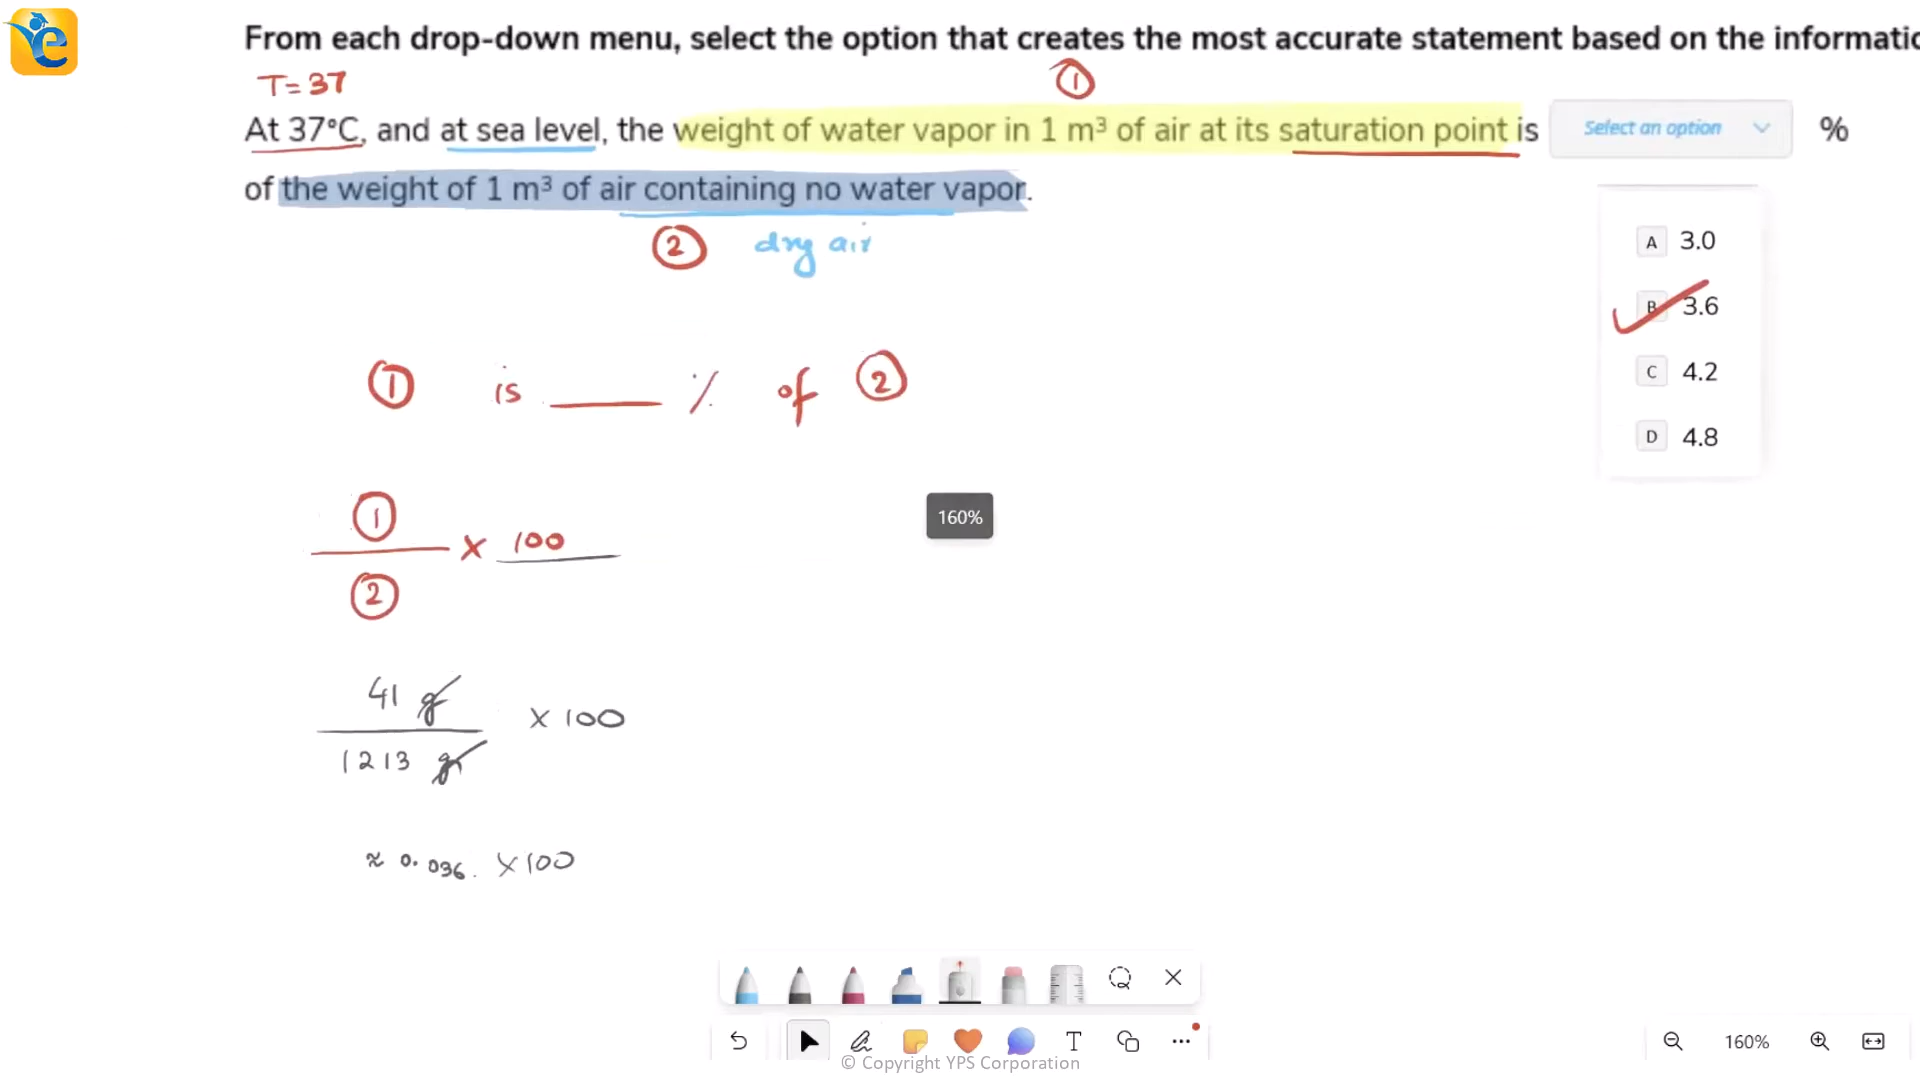 From each drop-down menu, select the option that creates the most accurate statement based on the informatio
T=37
1
At 37°C, and at sea level, the weight of water vapor in 1 m³ of air at its saturation point is Select an option %
of the weight of 1 m³ of air containing no water vapor.
2 dry air
A 3.0
B 3.6
C 4.2
D 4.8
1 is ____ % of 2
160%
1
× 100
2
41 g
× 100
1213 g
≈ 0.036. ×100
T
160%
© Copyright YPS Corporation